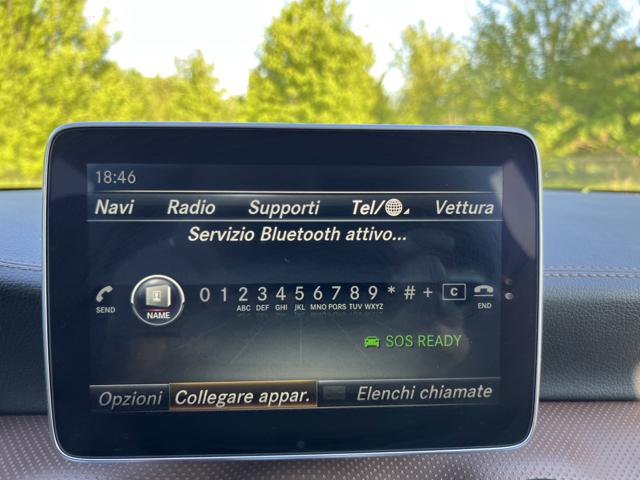 18:46
Navi Radio Supporti Tel/ Vettura
Servizio Bluetooth attivo...
SEND NAME 0 1 2 3 4 5 6 7 8 9 * # + C END
ABC DEF GHI JKL MNO PQRS TUV WXYZ
SOS READY
Opzioni Collegare appar. Elenchi chiamate